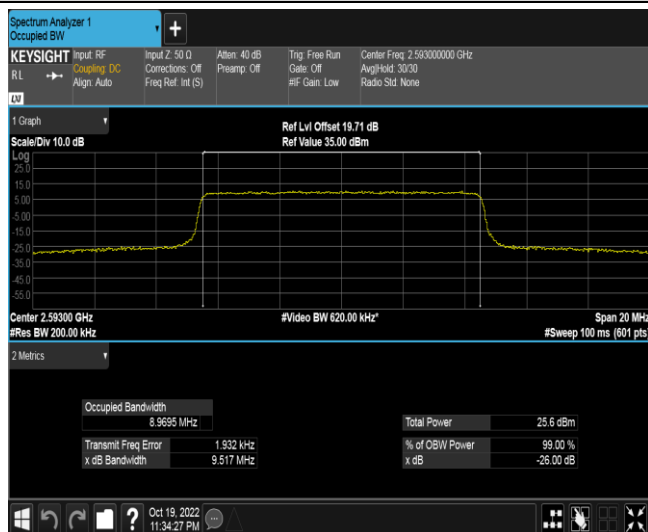 Spectrum Analyzer 1
Occupied BW
+
KEYSIGHT
RL
LXI
Input: RF
Coupling: DC
Align: Auto
Input Z: 50 Ω
Corrections: Off
Freq Ref: Int (S)
Atten: 40 dB
Preamp: Off
Trig: Free Run
Gate: Off
#IF Gain: Low
Center Freq: 2.593000000 GHz
Avg|Hold: 30/30
Radio Std: None
1 Graph
Scale/Div 10.0 dB
Ref Lvl Offset 19.71 dB
Ref Value 35.00 dBm
Log
25.0
15.0
5.00
-5.00
-15.0
-25.0
-35.0
-45.0
-55.0
Center 2.59300 GHz
#Video BW 620.00 kHz*
Span 20 MHz
#Res BW 200.00 kHz
#Sweep 100 ms (601 pts)
2 Metrics
Occupied Bandwidth
8.9695 MHz
Total Power 25.6 dBm
Transmit Freq Error 1.932 kHz
% of OBW Power 99.00 %
x dB Bandwidth 9.517 MHz
x dB -26.00 dB
?
Oct 19, 2022
11:34:27 PM